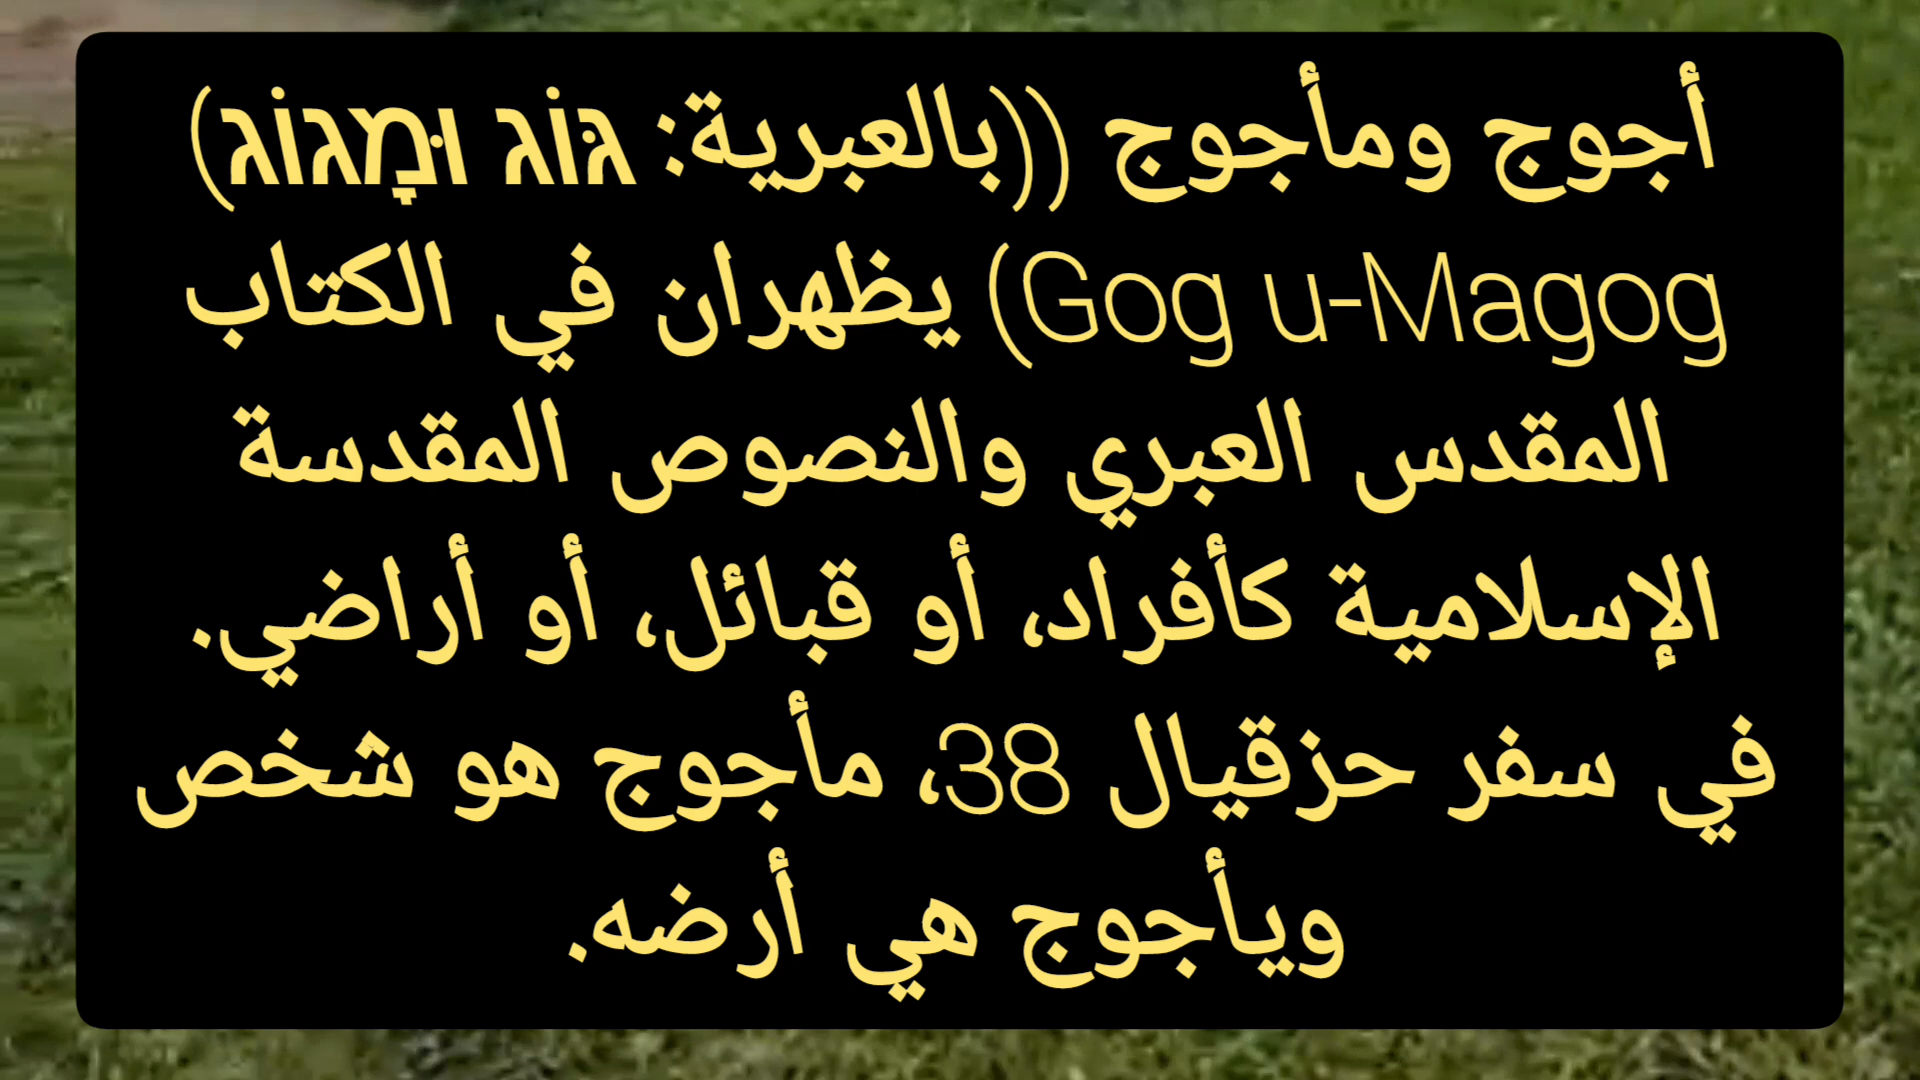 أجوج ومأجوج ((بالعبرية: גּוֹג וּמָגוֹג)
Gog u-Magog) يظهران في الكتاب
المقدس العبري والنصوص المقدسة
الإسلامية كأفراد، أو قبائل، أو أراضي.
في سفر حزقيال 38، مأجوج هو شخص
ويأجوج هي أرضه.